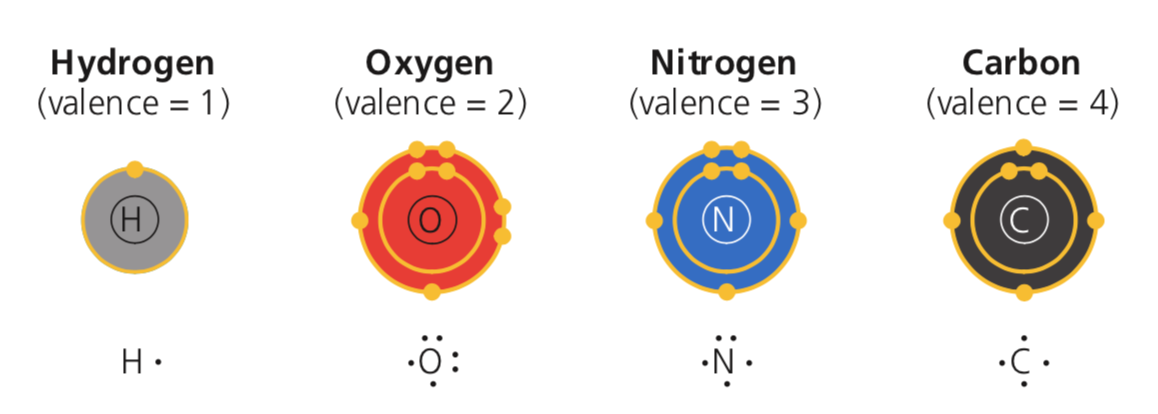 Hydrogen
(valence = 1)
Oxygen
(valence = 2)
Nitrogen
(valence = 3)
Carbon
(valence = 4)
H
O
N
C
H
O
N
C